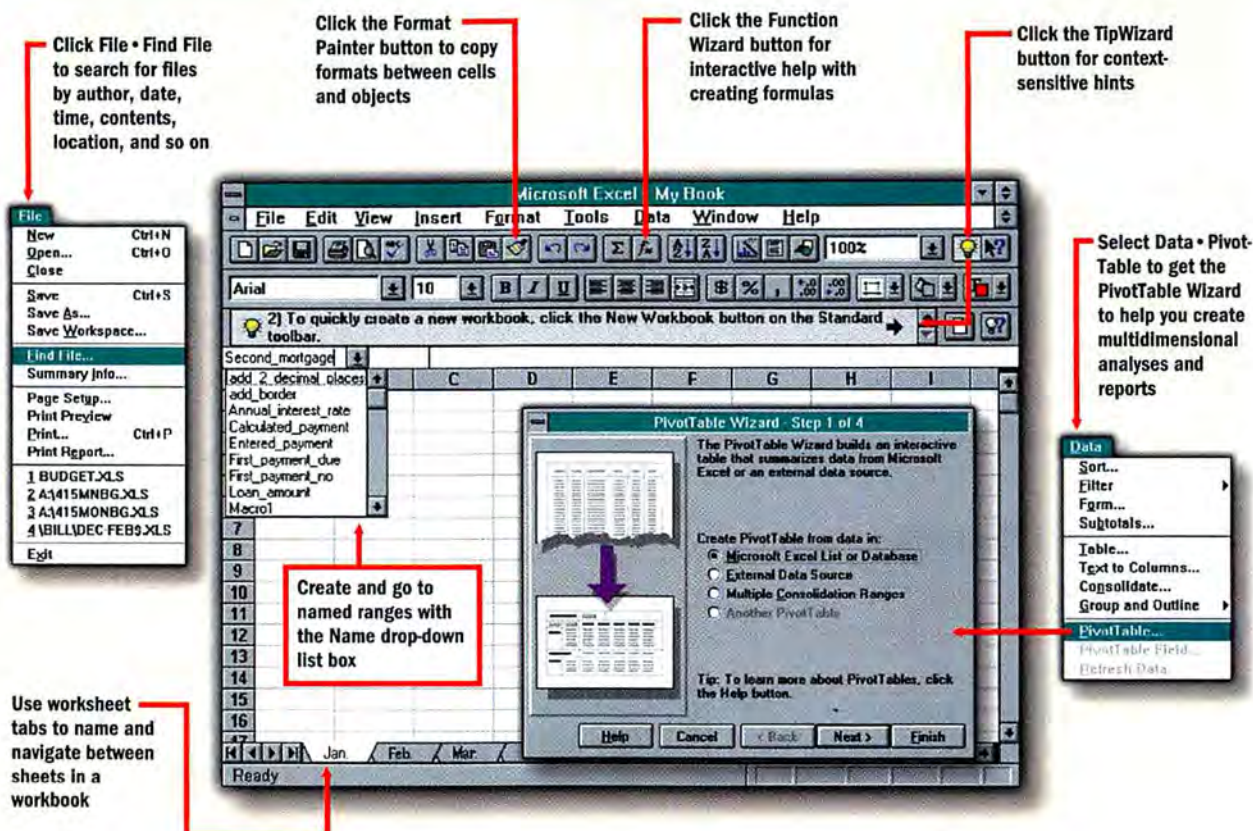 Click File • Find File
to search for files
by author, date,
time, contents,
location, and so on
Click the Format
Painter button to copy
formats between cells
and objects
Click the Function
Wizard button for
interactive help with
creating formulas
Click the TipWizard
button for context-
sensitive hints
File
New Ctrl+N
Open... Ctrl+O
Close
Save Ctrl+S
Save As...
Save Workspace...
Find File...
Summary Info...
Page Setup...
Print Preview
Print... Ctrl+P
Print Report...
1 BUDGET.XLS
2 A:\415MNBG.XLS
3 A:\415MONBG.XLS
4 \BILL\DEC-FEB9.XLS
Exit
Microsoft Excel - My Book
File Edit View Insert Format Tools Data Window Help
100%
Arial 10 B I U $ % ,
2) To quickly create a new workbook, click the New Workbook button on the Standard
toolbar.
Second_mortgage
C D E F G H I
add_2_decimal_places
add_border
Annual_interest_rate
Calculated_payment
Entered_payment
First_payment_due
First_payment_no
Loan_amount
Macro1
7
8
9
10
11
12
13
14
15
16
17
Create and go to
named ranges with
the Name drop-down
list box
PivotTable Wizard - Step 1 of 4
The PivotTable Wizard builds an interactive
table that summarizes data from Microsoft
Excel or an external data source.
Create PivotTable from data in:
Microsoft Excel List or Database
External Data Source
Multiple Consolidation Ranges
Another PivotTable
Tip: To learn more about PivotTables, click
the Help button.
Help Cancel < Back Next > Finish
Jan Feb Mar
Ready
Select Data • Pivot-
Table to get the
PivotTable Wizard
to help you create
multidimensional
analyses and
reports
Data
Sort...
Filter
Form...
Subtotals...
Table...
Text to Columns...
Consolidate...
Group and Outline
PivotTable...
PivotTable Field...
Refresh Data
Use worksheet
tabs to name and
navigate between
sheets in a
workbook